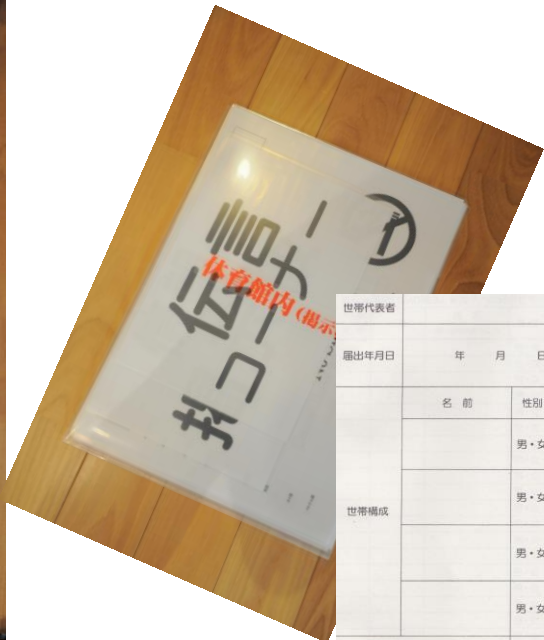 伝言
コーナー
体育館内(掲示
世帯代表者
届出年月日 年 月
名 前 性別
男・女
男・女
世帯構成
男・女
男・女